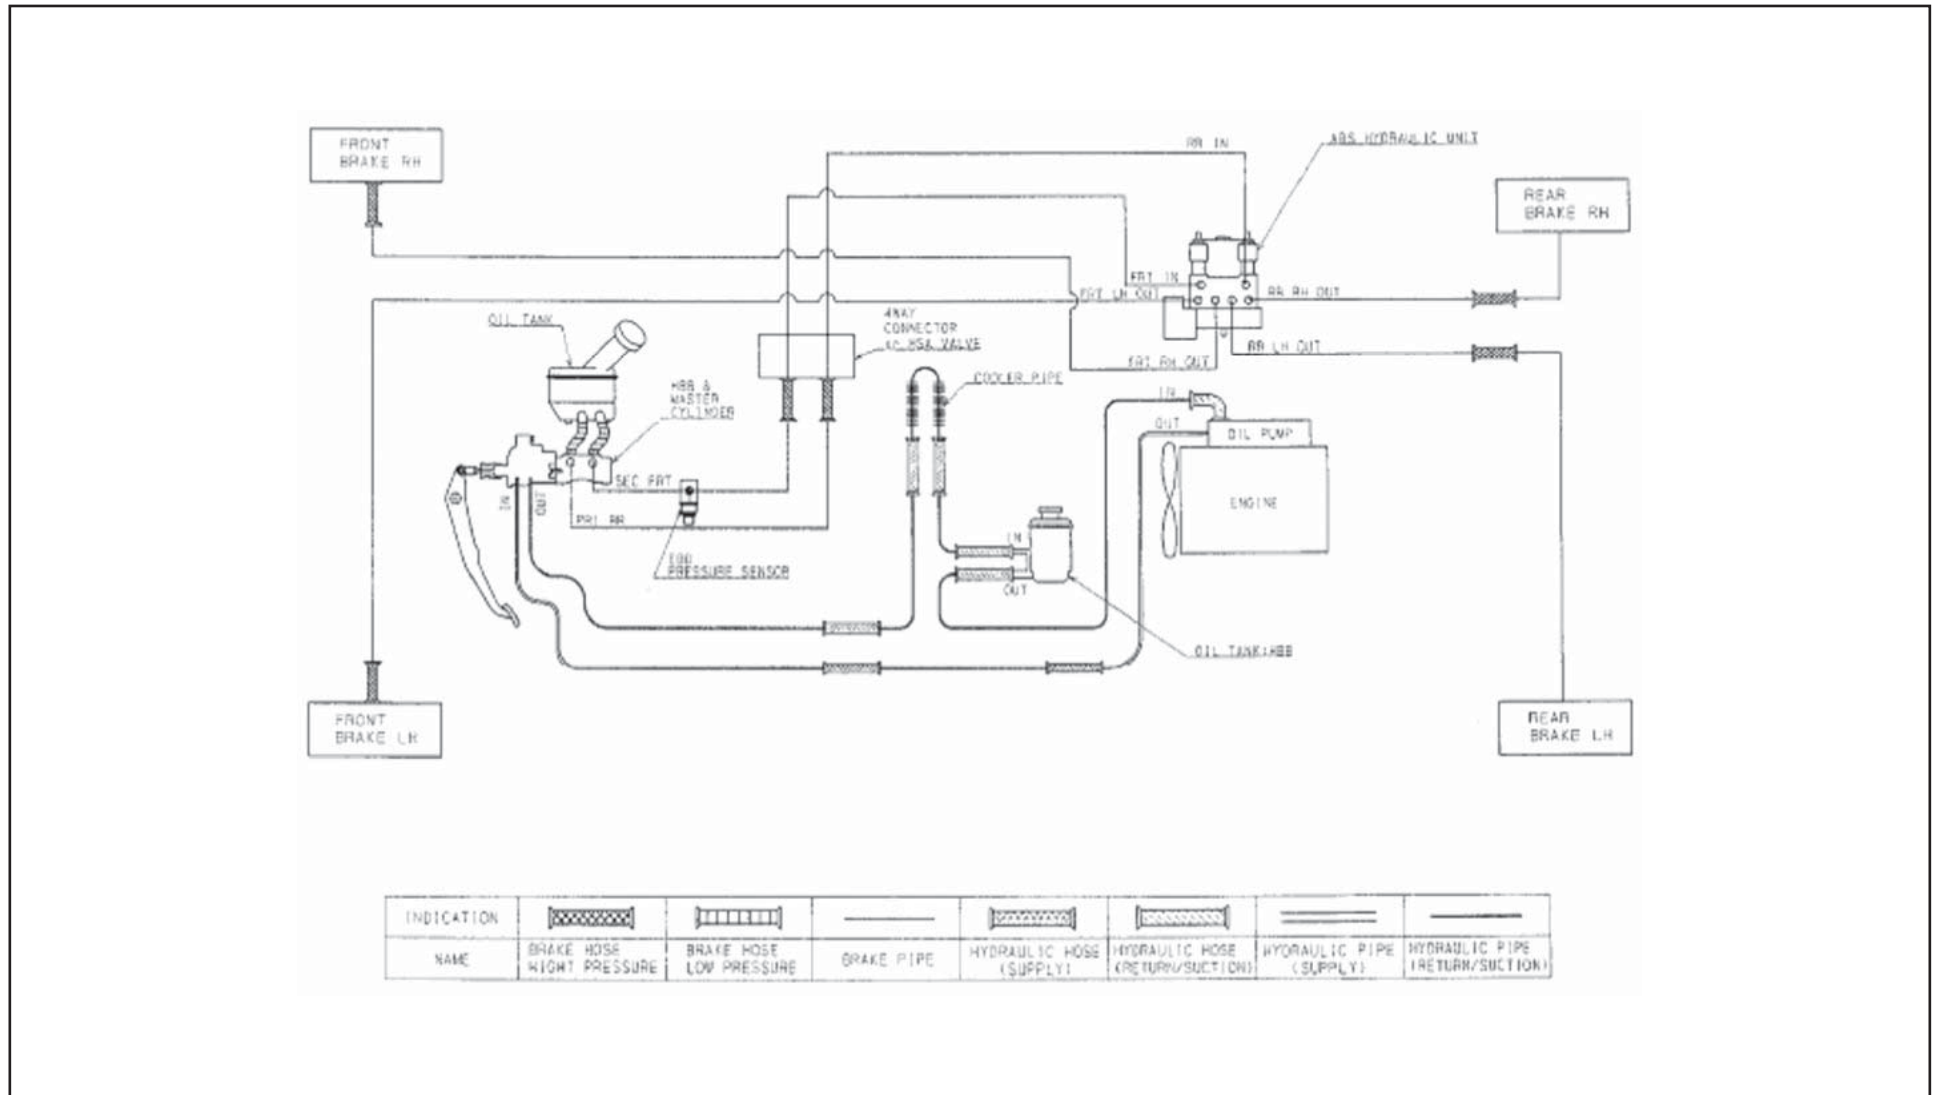 FRONT
BRAKE RH
RR IN
ABS HYDRAULIC UNIT
REAR
BRAKE RH
FRT IN
FRT LH OUT
RR RH OUT
OIL TANK
4WAY
CONNECTOR
or HSA VALVE
RR LH OUT
FRT RH OUT
HBB &
MASTER
CYLINDER
COOLER PIPE
IN
OUT
OIL PUMP
SEC FRT
IN
OUT
PRI RR
ENGINE
IN
PRESSURE SENSOR
OUT
OIL TANK:HBB
FRONT
BRAKE LH
REAR
BRAKE LH
INDICATION
NAME
BRAKE HOSE
HIGHT PRESSURE
BRAKE HOSE
LOW PRESSURE
BRAKE PIPE
HYDRAULIC HOSE
(SUPPLY)
HYDRAULIC HOSE
(RETURN/SUCTION)
HYDRAULIC PIPE
(SUPPLY)
HYDRAULIC PIPE
(RETURN/SUCTION)